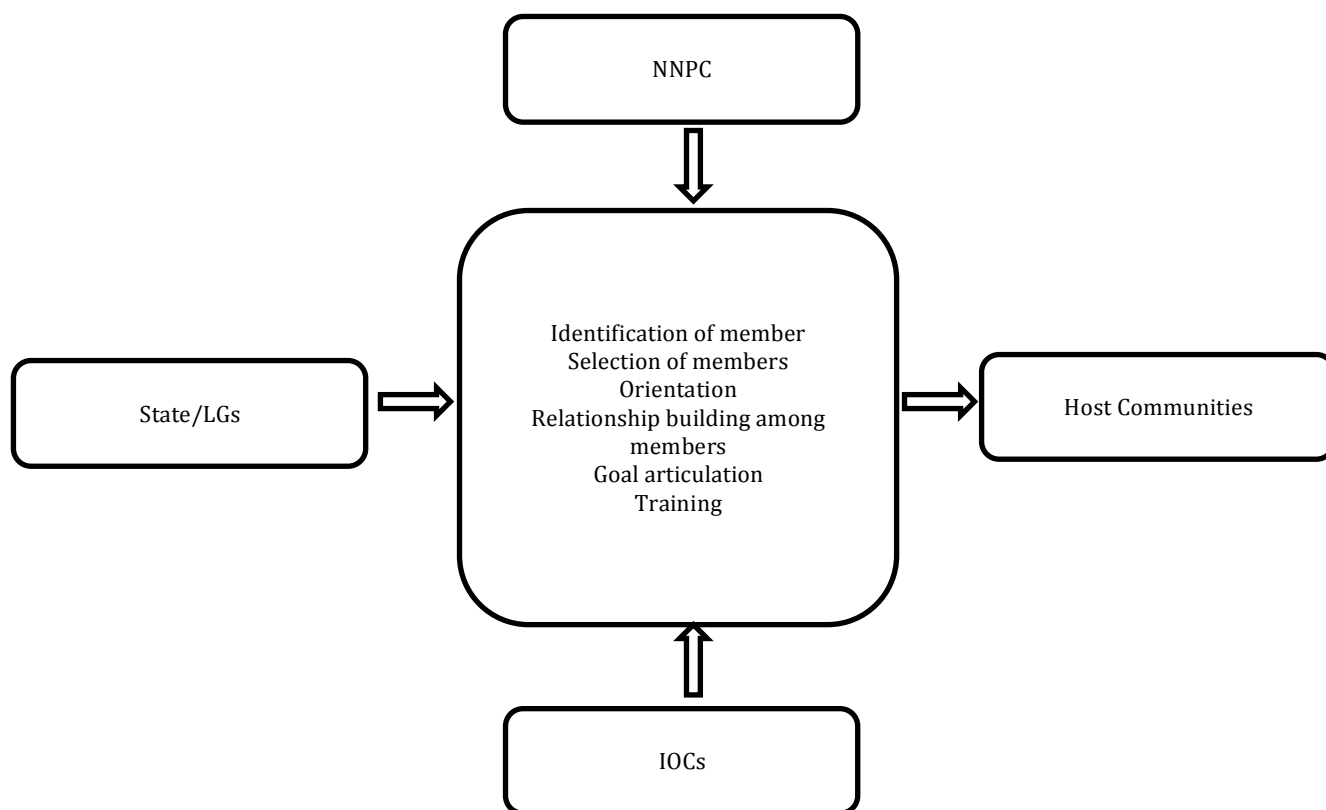 NNPC
Identification of member
Selection of members
Orientation
Relationship building among
members
Goal articulation
Training
State/LGs
Host Communities
IOCs